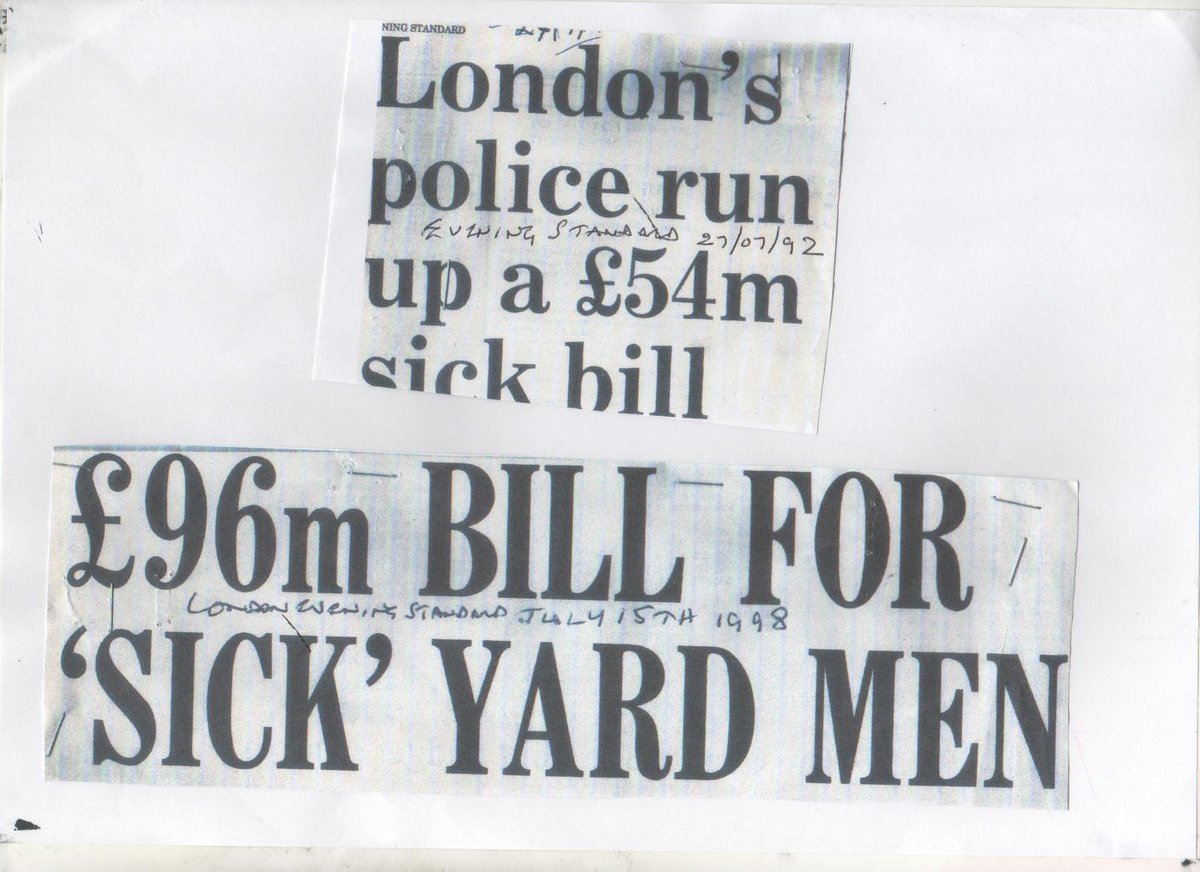 NING STANDARD
London's
police run
EVENING STANDARD 27/07/92
up a £54m
sick bill
£96m BILL FOR
LONDON EVENING STANDARD JULY 15TH 1998
'SICK' YARD MEN